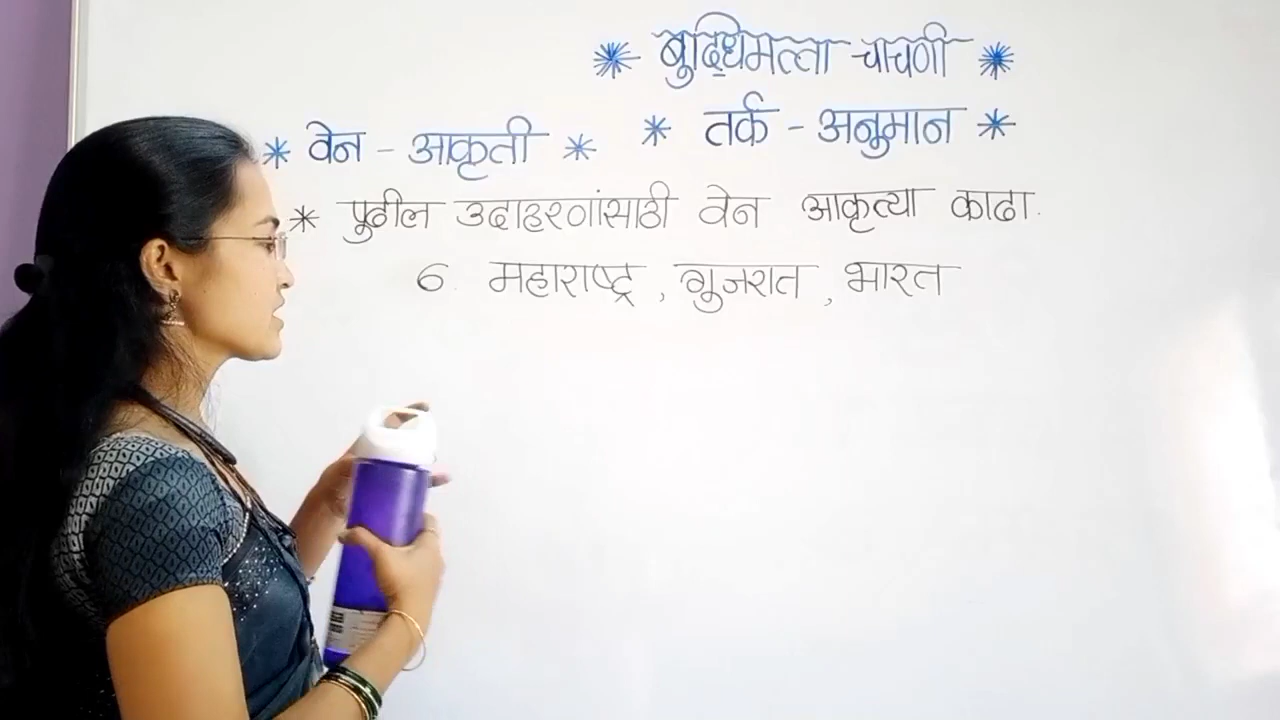 * बुद्धिमत्ता चाचणी *
* तर्क - अनुमान *
* वेन - आकृती *
* पुढील उदाहरणांसाठी वेन आकृत्या काढा.
6. महाराष्ट्र, गुजरात, भारत